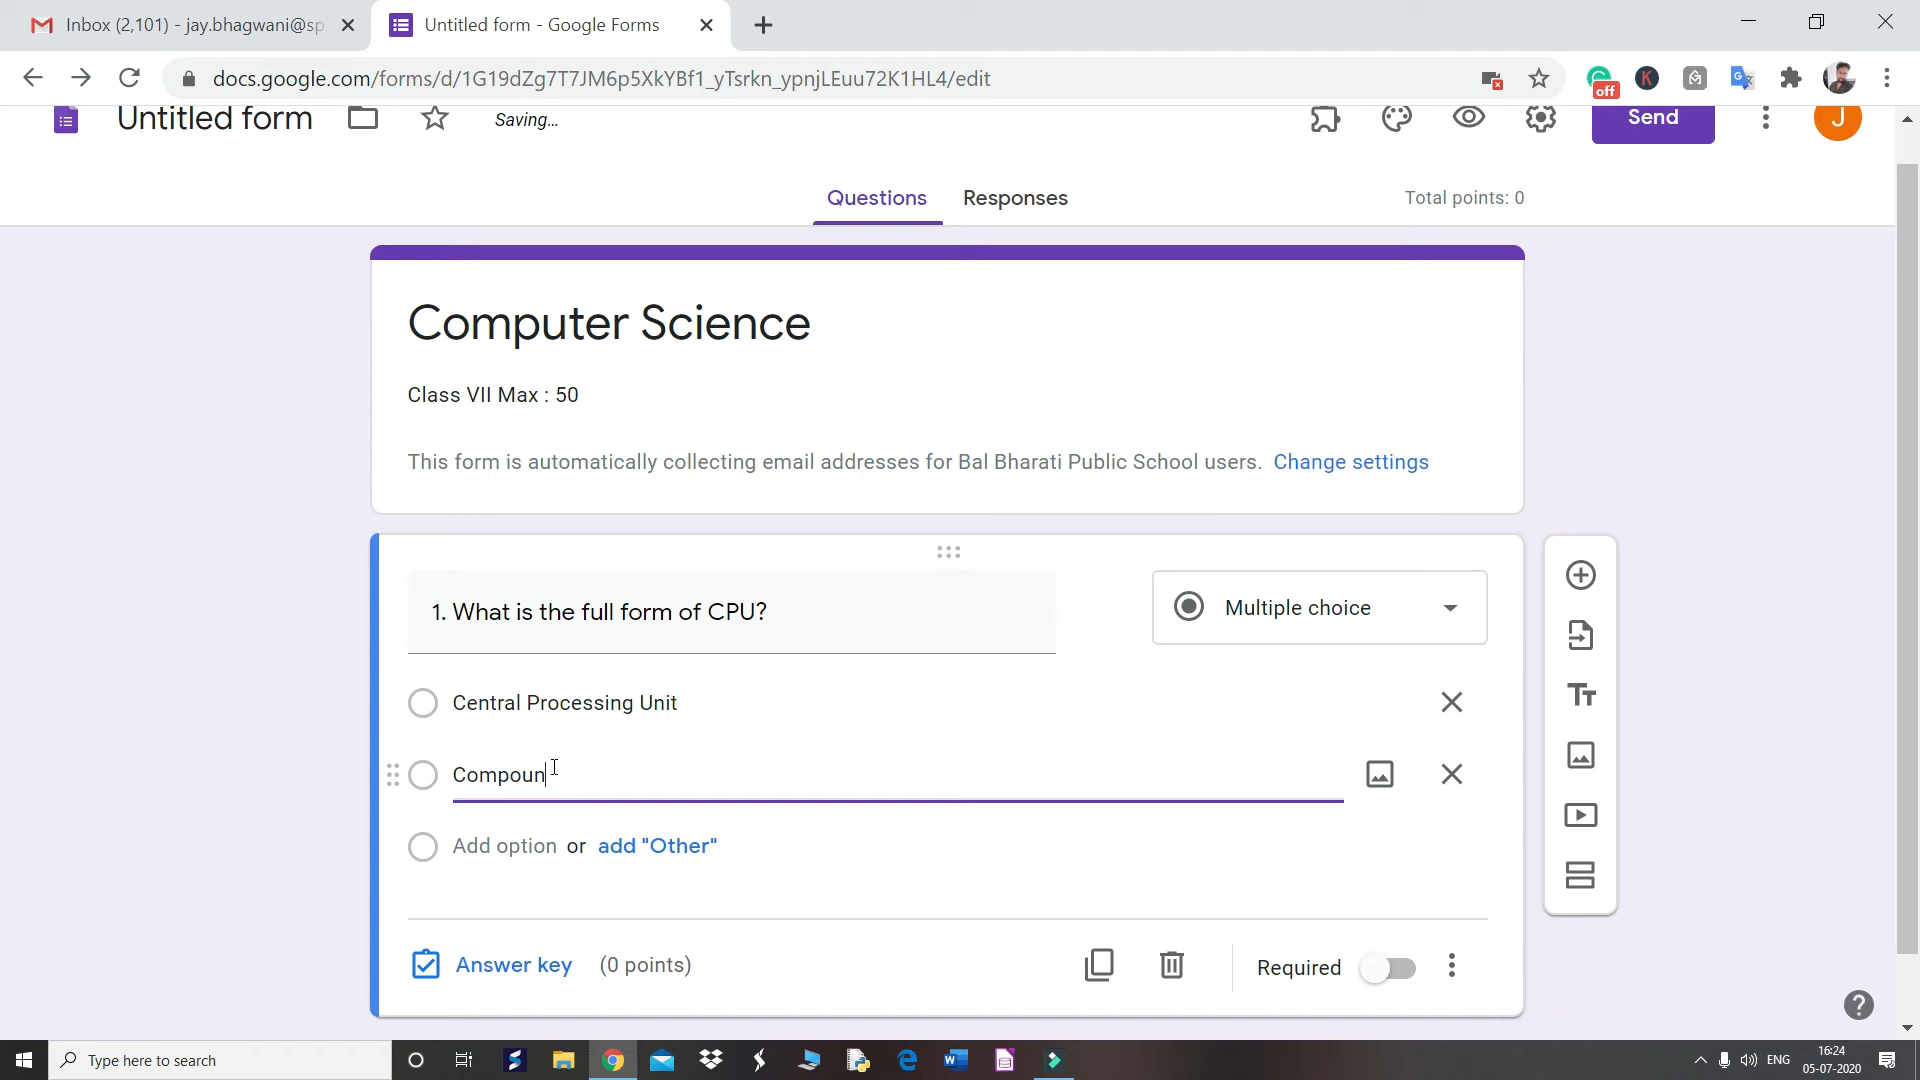 Inbox (2,101) - jay.bhagwani@sp
Untitled form - Google Forms
docs.google.com/forms/d/1G19dZg7T7JM6p5XkYBf1_yTsrkn_ypnjLEuu72K1HL4/edit
off
Untitled form
Saving...
Send
J
Questions
Responses
Total points: 0
Computer Science
Class VII Max : 50
This form is automatically collecting email addresses for Bal Bharati Public School users. Change settings
1. What is the full form of CPU?
Multiple choice
Central Processing Unit
Compoun
Add option or add "Other"
Answer key (0 points)
Required
Type here to search
ENG
16:24
05-07-2020